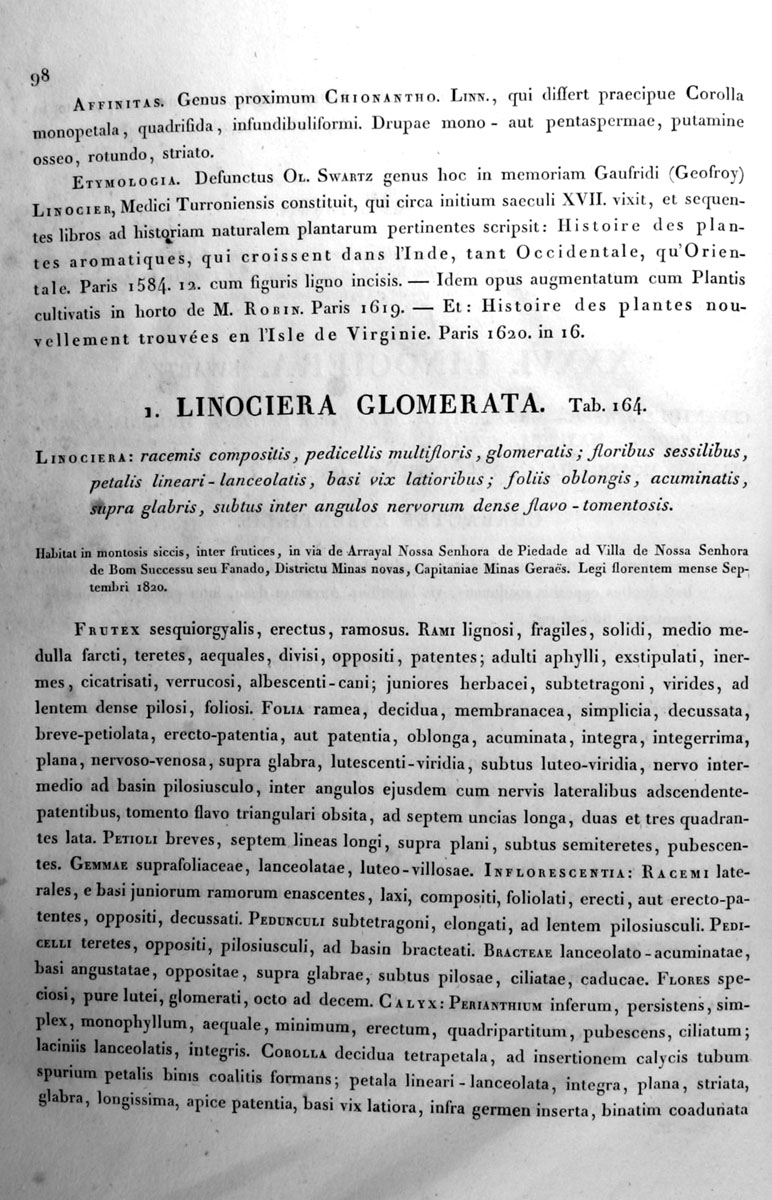 98
AFFINITAS. Genus proximum CHIONANTHO. LINN., qui differt praecipue Corolla
monopetala, quadrifida, infundibuliformi. Drupae mono- aut pentaspermae, putamine
osseo, rotundo, striato.
ETYMOLOGIA. Defunctus OL. SWARTZ genus hoc in memoriam Gaufridi (Geofroy)
LINOCIER, Medici Turroniensis constituit, qui circa initium saeculi XVII. vixit, et sequen-
tes libros ad historiam naturalem plantarum pertinentes scripsit: Histoire des plan-
tes aromatiques, qui croissent dans l'Inde, tant Occidentale, qu'Orien-
tale. Paris 1584. 12. cum figuris ligno incisis. — Idem opus augmentatum cum Plantis
cultivatis in horto de M. ROBIN. Paris 1619. — Et: Histoire des plantes nou-
vellement trouvées en l'Isle de Virginie. Paris 1620. in 16.
1. LINOCIERA GLOMERATA. Tab. 164.
LINOCIERA: racemis compositis, pedicellis multifloris, glomeratis; floribus sessilibus,
petalis lineari-lanceolatis, basi vix latioribus; foliis oblongis, acuminatis,
supra glabris, subtus inter angulos nervorum dense flavo-tomentosis.
Habitat in montosis siccis, inter frutices, in via de Arrayal Nossa Senhora de Piedade ad Villa de Nossa Senhora
de Bom Successu seu Fanado, Districtu Minas novas, Capitaniae Minas Geraës. Legi florentem mense Sep-
tembri 1820.
FRUTEX sesquiorgyalis, erectus, ramosus. RAMI lignosi, fragiles, solidi, medio me-
dulla farcti, teretes, aequales, divisi, oppositi, patentes; adulti aphylli, exstipulati, iner-
mes, cicatrisati, verrucosi, albescenti-cani; juniores herbacei, subtetragoni, virides, ad
lentem dense pilosi, foliosi. FOLIA ramea, decidua, membranacea, simplicia, decussata,
breve-petiolata, erecto-patentia, aut patentia, oblonga, acuminata, integra, integerrima,
plana, nervoso-venosa, supra glabra, lutescenti-viridia, subtus luteo-viridia, nervo inter-
medio ad basin pilosiusculo, inter angulos ejusdem cum nervis lateralibus adscendente-
patentibus, tomento flavo triangulari obsita, ad septem uncias longa, duas et tres quadran-
tes lata. PETIOLI breves, septem lineas longi, supra plani, subtus semiteretes, pubescen-
tes. GEMMAE suprafoliaceae, lanceolatae, luteo-villosae. INFLORESCENTIA: RACEMI late-
rales, e basi juniorum ramorum enascentes, laxi, compositi, foliolati, erecti, aut erecto-pa-
tentes, oppositi, decussati. PEDUNCULI subtetragoni, elongati, ad lentem pilosiusculi. PEDI-
CELLI teretes, oppositi, pilosiusculi, ad basin bracteati. BRACTEAE lanceolato-acuminatae,
basi angustatae, oppositae, supra glabrae, subtus pilosae, ciliatae, caducae. FLORES spe-
ciosi, pure lutei, glomerati, octo ad decem. CALYX: PERIANTHIUM inferum, persistens, sim-
plex, monophyllum, aequale, minimum, erectum, quadripartitum, pubescens, ciliatum;
laciniis lanceolatis, integris. COROLLA decidua tetrapetala, ad insertionem calycis tubum
spurium petalis binis coalitis formans; petala lineari-lanceolata, integra, plana, striata,
glabra, longissima, apice patentia, basi vix latiora, infra germen inserta, binatim coadunata